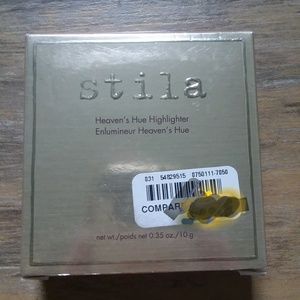 stila
Heaven's Hue Highlighter
Enlumineur Heaven's Hue
831 54829515 8750111-7050
COMPAR
net wt./poids net 0.35 oz./10 g